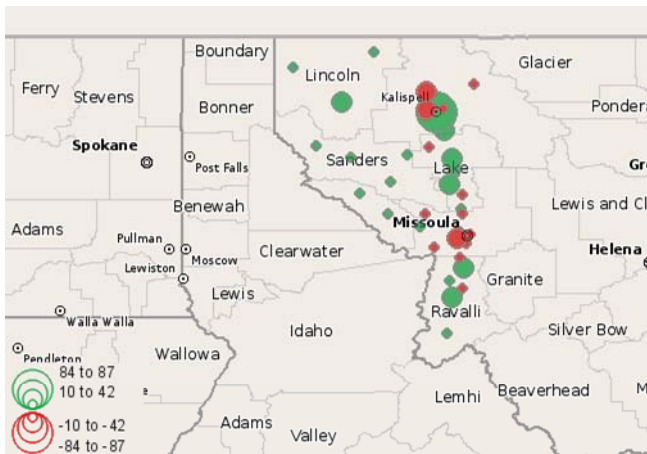 Boundary
Glacier
Lincoln
Ferry
Stevens
Bonner
Kalispell
Pondera
Spokane
Post Falls
Sanders
Lake
Benewah
Lewis and Cl
Adams
Missoula
Pullman
Moscow
Clearwater
Helena
Lewiston
Lewis
Granite
Idaho
Ravalli
Walla Walla
Silver Bow
Pendleton
Wallowa
84 to 87
10 to 42
Lemhi
Beaverhead
-10 to -42
Adams
-84 to -87
Valley